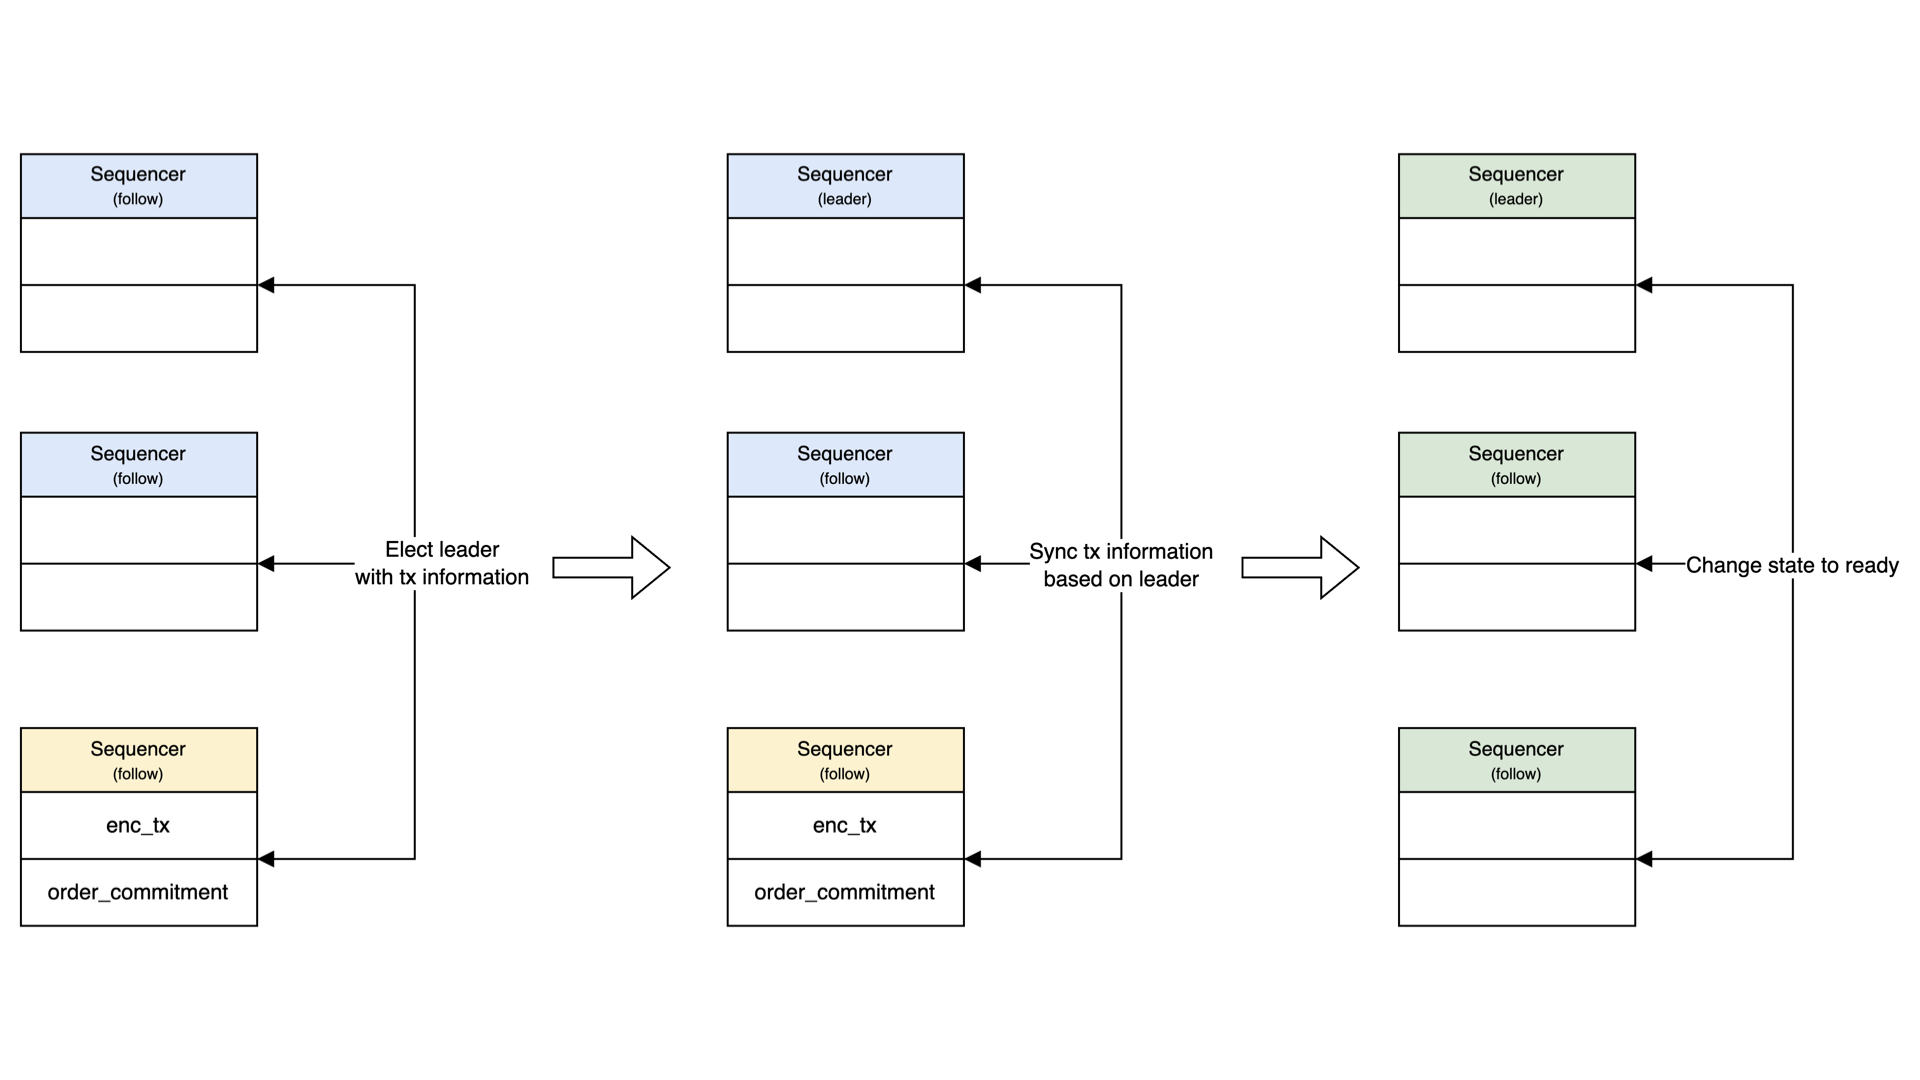 Sequencer
(follow)
Sequencer
(follow)
Elect leader
with tx information
Sequencer
(follow)
enc_tx
order_commitment
Sequencer
(leader)
Sequencer
(follow)
Sync tx information
based on leader
Sequencer
(follow)
enc_tx
order_commitment
Sequencer
(leader)
Sequencer
(follow)
Change state to ready
Sequencer
(follow)